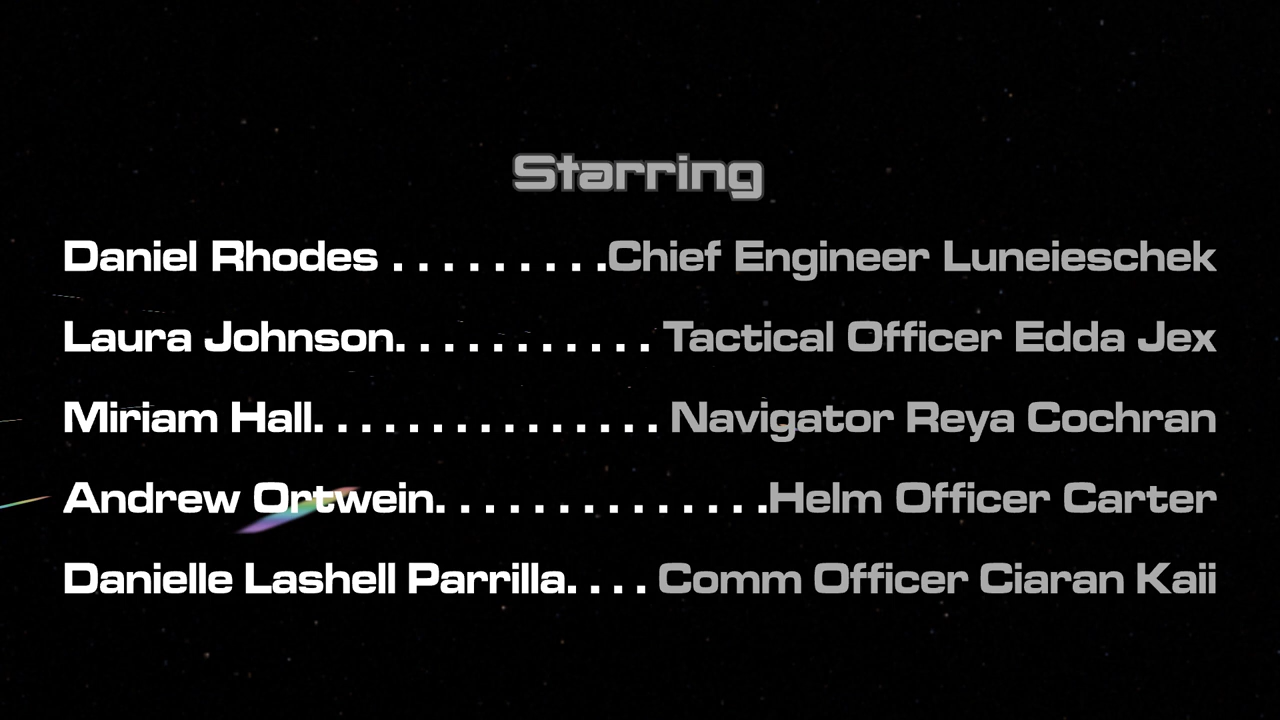 Starring
Daniel Rhodes . . . . . . . . .Chief Engineer Luneieschek
Laura Johnson. . . . . . . . . . . Tactical Officer Edda Jex
Miriam Hall. . . . . . . . . . . . . . . Navigator Reya Cochran
Andrew Ortwein. . . . . . . . . . . . . .Helm Officer Carter
Danielle Lashell Parrilla. . . . Comm Officer Ciaran Kaii